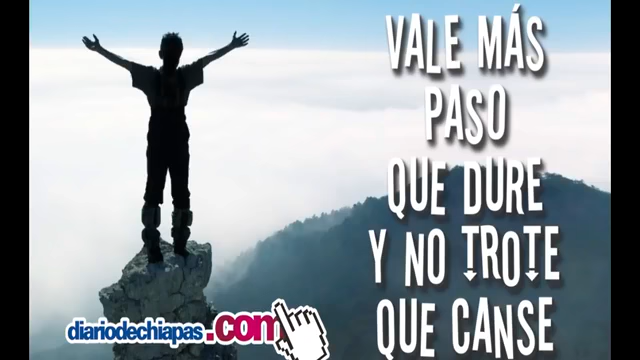 VALE MÁS
PASO
QUE DURE
Y NO TROTE
QUE CANSE
diariodechiapas.com